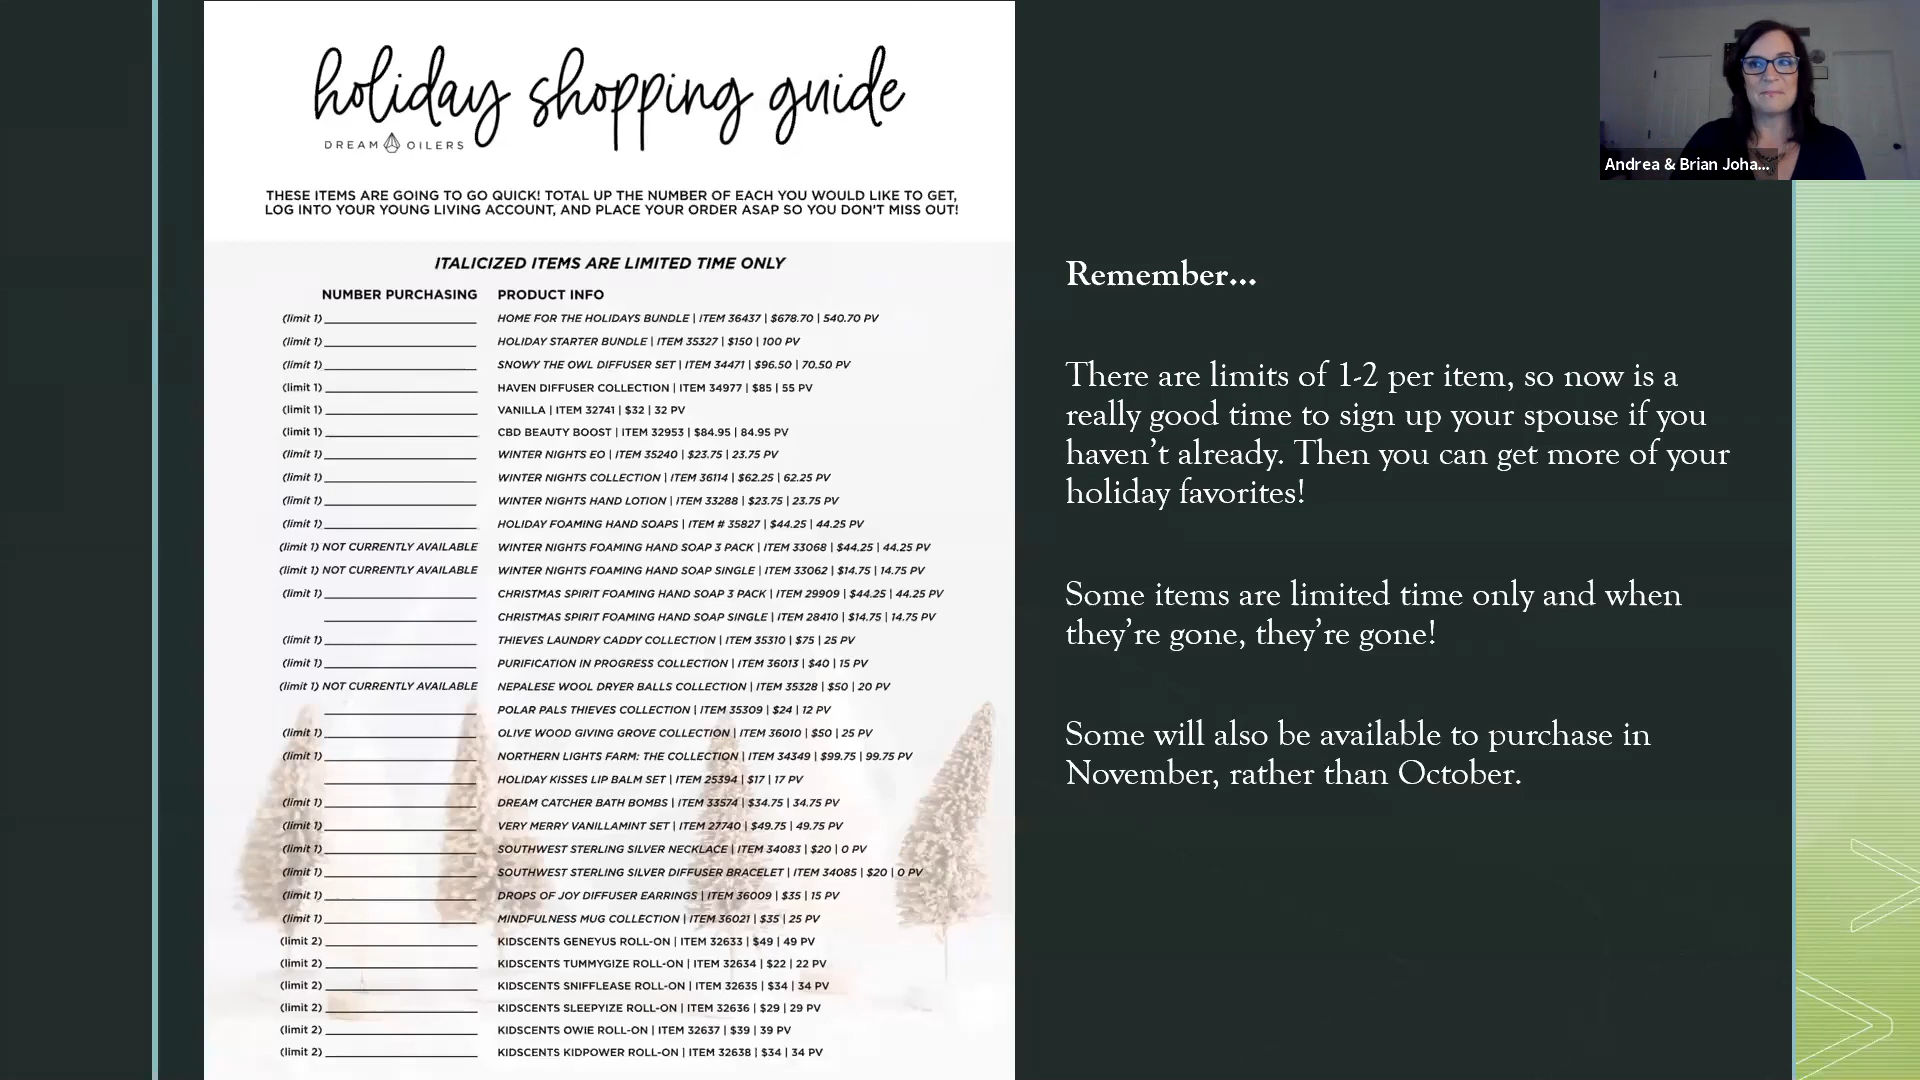 holiday shopping guide
DREAM OILERS
THESE ITEMS ARE GOING TO GO QUICK! TOTAL UP THE NUMBER OF EACH YOU WOULD LIKE TO GET,
LOG INTO YOUR YOUNG LIVING ACCOUNT, AND PLACE YOUR ORDER ASAP SO YOU DON'T MISS OUT!
ITALICIZED ITEMS ARE LIMITED TIME ONLY
NUMBER PURCHASING PRODUCT INFO
(limit 1) HOME FOR THE HOLIDAYS BUNDLE | ITEM 36437 | $678.70 | 540.70 PV
(limit 1) HOLIDAY STARTER BUNDLE | ITEM 35327 | $150 | 100 PV
(limit 1) SNOWY THE OWL DIFFUSER SET | ITEM 34471 | $96.50 | 70.50 PV
(limit 1) HAVEN DIFFUSER COLLECTION | ITEM 34977 | $85 | 55 PV
(limit 1) VANILLA | ITEM 32741 | $32 | 32 PV
(limit 1) CBD BEAUTY BOOST | ITEM 32953 | $84.95 | 84.95 PV
(limit 1) WINTER NIGHTS EO | ITEM 35240 | $23.75 | 23.75 PV
(limit 1) WINTER NIGHTS COLLECTION | ITEM 36114 | $62.25 | 62.25 PV
(limit 1) WINTER NIGHTS HAND LOTION | ITEM 33288 | $23.75 | 23.75 PV
(limit 1) HOLIDAY FOAMING HAND SOAPS | ITEM # 35827 | $44.25 | 44.25 PV
(limit 1) NOT CURRENTLY AVAILABLE WINTER NIGHTS FOAMING HAND SOAP 3 PACK | ITEM 33068 | $44.25 | 44.25 PV
(limit 1) NOT CURRENTLY AVAILABLE WINTER NIGHTS FOAMING HAND SOAP SINGLE | ITEM 33062 | $14.75 | 14.75 PV
(limit 1) CHRISTMAS SPIRIT FOAMING HAND SOAP 3 PACK | ITEM 29909 | $44.25 | 44.25 PV
CHRISTMAS SPIRIT FOAMING HAND SOAP SINGLE | ITEM 28410 | $14.75 | 14.75 PV
(limit 1) THIEVES LAUNDRY CADDY COLLECTION | ITEM 35310 | $75 | 25 PV
(limit 1) PURIFICATION IN PROGRESS COLLECTION | ITEM 36013 | $40 | 15 PV
(limit 1) NOT CURRENTLY AVAILABLE NEPALESE WOOL DRYER BALLS COLLECTION | ITEM 35328 | $50 | 20 PV
POLAR PALS THIEVES COLLECTION | ITEM 35309 | $24 | 12 PV
(limit 1) OLIVE WOOD GIVING GROVE COLLECTION | ITEM 36010 | $50 | 25 PV
(limit 1) NORTHERN LIGHTS FARM: THE COLLECTION | ITEM 34349 | $99.75 | 99.75 PV
HOLIDAY KISSES LIP BALM SET | ITEM 25394 | $17 | 17 PV
(limit 1) DREAM CATCHER BATH BOMBS | ITEM 33574 | $34.75 | 34.75 PV
(limit 1) VERY MERRY VANILLAMINT SET | ITEM 27740 | $49.75 | 49.75 PV
(limit 1) SOUTHWEST STERLING SILVER NECKLACE | ITEM 34083 | $20 | 0 PV
(limit 1) SOUTHWEST STERLING SILVER DIFFUSER BRACELET | ITEM 34085 | $20 | 0 PV
(limit 1) DROPS OF JOY DIFFUSER EARRINGS | ITEM 36009 | $35 | 15 PV
(limit 1) MINDFULNESS MUG COLLECTION | ITEM 36021 | $35 | 25 PV
(limit 2) KIDSCENTS GENEYUS ROLL-ON | ITEM 32633 | $49 | 49 PV
(limit 2) KIDSCENTS TUMMYGIZE ROLL-ON | ITEM 32634 | $22 | 22 PV
(limit 2) KIDSCENTS SNIFFLEASE ROLL-ON | ITEM 32635 | $34 | 34 PV
(limit 2) KIDSCENTS SLEEPYIZE ROLL-ON | ITEM 32636 | $29 | 29 PV
(limit 2) KIDSCENTS OWIE ROLL-ON | ITEM 32637 | $39 | 39 PV
(limit 2) KIDSCENTS KIDPOWER ROLL-ON | ITEM 32638 | $34 | 34 PV
Remember...
There are limits of 1-2 per item, so now is a
really good time to sign up your spouse if you
haven't already. Then you can get more of your
holiday favorites!
Some items are limited time only and when
they're gone, they're gone!
Some will also be available to purchase in
November, rather than October.
Andrea & Brian Joha...